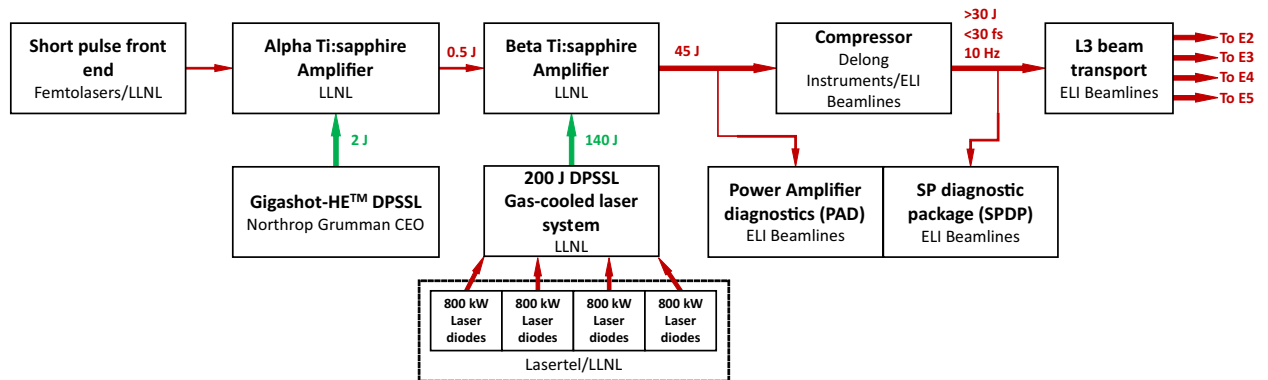 Short pulse front
end
Femtolasers/LLNL
Alpha Ti:sapphire
Amplifier
LLNL
0.5 J
Beta Ti:sapphire
Amplifier
LLNL
45 J
Compressor
Delong
Instruments/ELI
Beamlines
>30 J
<30 fs
10 Hz
L3 beam
transport
ELI Beamlines
To E2
To E3
To E4
To E5
2 J
140 J
Gigashot-HE™ DPSSL
Northrop Grumman CEO
200 J DPSSL
Gas-cooled laser
system
LLNL
Power Amplifier
diagnostics (PAD)
ELI Beamlines
SP diagnostic
package (SPDP)
ELI Beamlines
800 kW
Laser
diodes
800 kW
Laser
diodes
800 kW
Laser
diodes
800 kW
Laser
diodes
Lasertel/LLNL